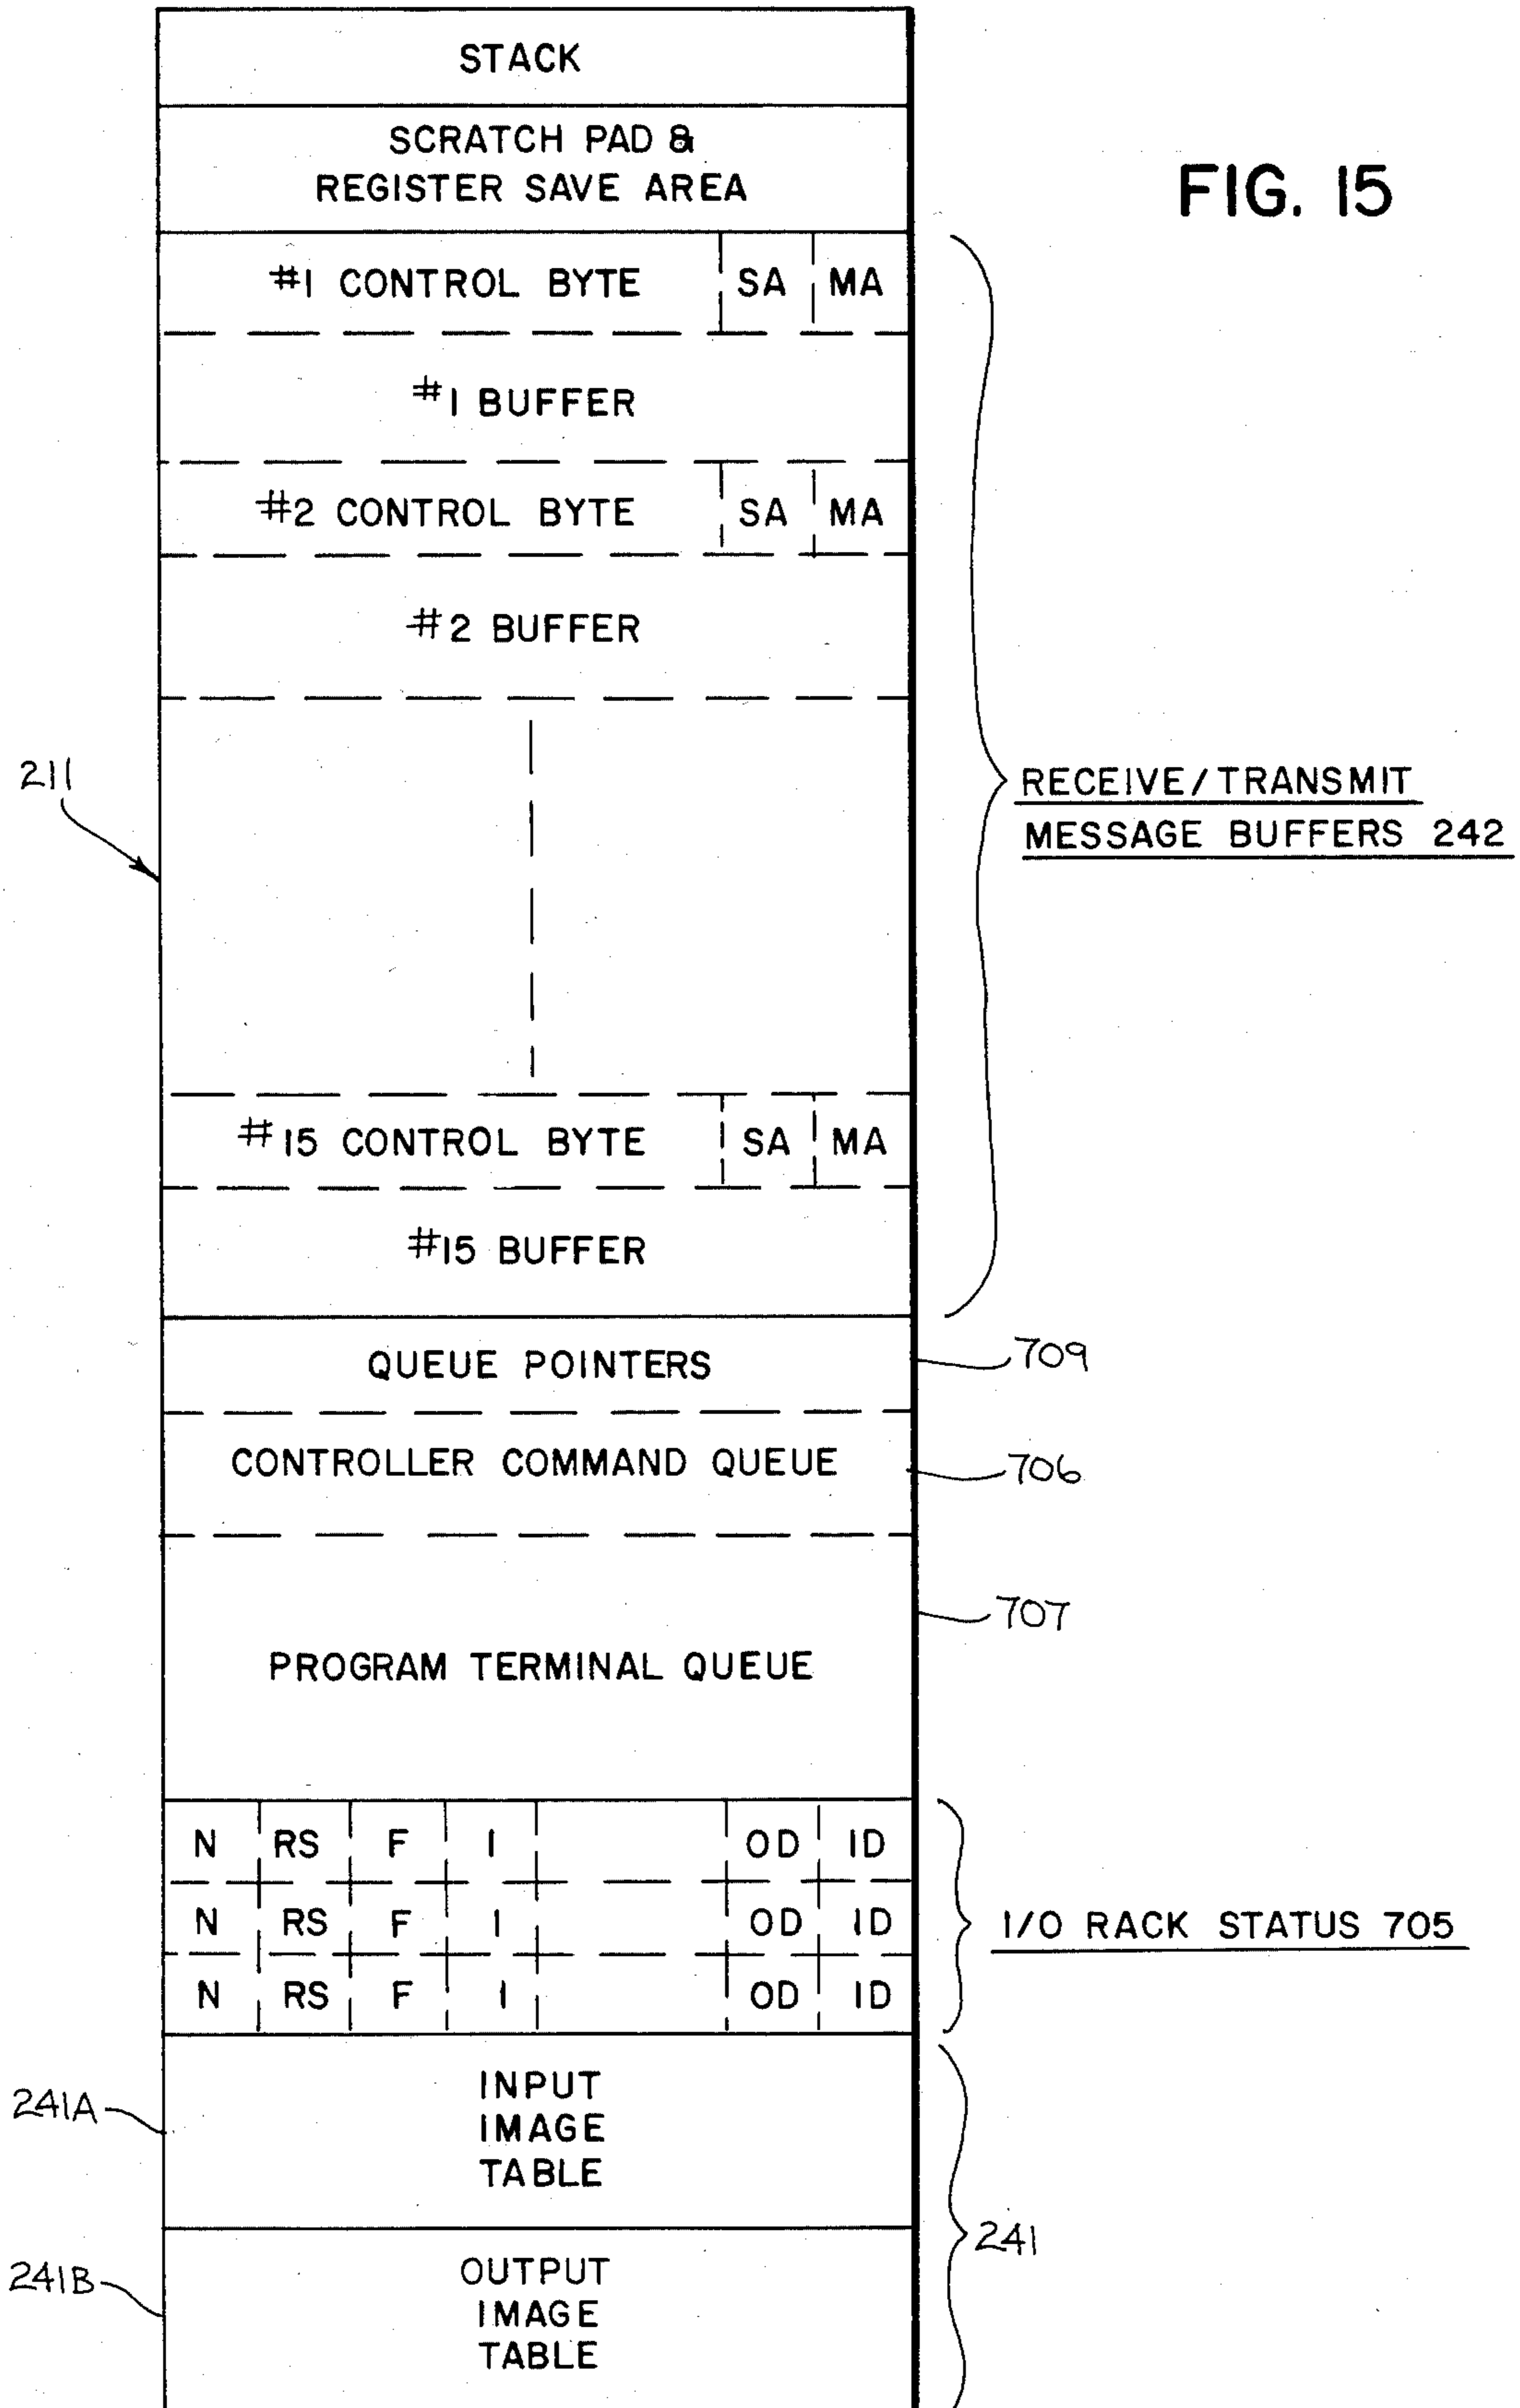 STACK
SCRATCH PAD &
REGISTER SAVE AREA
FIG. 15
#1 CONTROL BYTE SA MA
#1 BUFFER
#2 CONTROL BYTE SA MA
#2 BUFFER
211
RECEIVE/TRANSMIT
MESSAGE BUFFERS 242
#15 CONTROL BYTE SA MA
#15 BUFFER
QUEUE POINTERS
709
CONTROLLER COMMAND QUEUE
706
707
PROGRAM TERMINAL QUEUE
N RS F I OD ID
N RS F I OD ID
I/O RACK STATUS 705
N RS F I OD ID
241A
INPUT
IMAGE
TABLE
241
241B
OUTPUT
IMAGE
TABLE